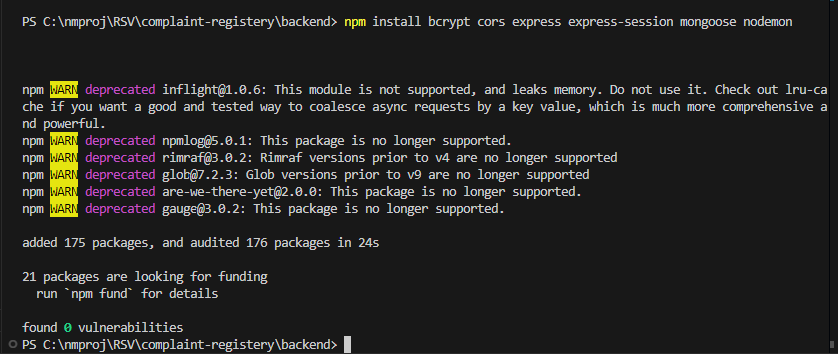 PS C:\nmproj\RSV\complaint-registery\backend> npm install bcrypt cors express express-session mongoose nodemon
npm WARN deprecated inflight@1.0.6: This module is not supported, and leaks memory. Do not use it. Check out lru-ca
che if you want a good and tested way to coalesce async requests by a key value, which is much more comprehensive a
nd powerful.
npm WARN deprecated npmlog@5.0.1: This package is no longer supported.
npm WARN deprecated rimraf@3.0.2: Rimraf versions prior to v4 are no longer supported
npm WARN deprecated glob@7.2.3: Glob versions prior to v9 are no longer supported
npm WARN deprecated are-we-there-yet@2.0.0: This package is no longer supported.
npm WARN deprecated gauge@3.0.2: This package is no longer supported.
added 175 packages, and audited 176 packages in 24s
21 packages are looking for funding
  run `npm fund` for details
found 0 vulnerabilities
PS C:\nmproj\RSV\complaint-registery\backend>